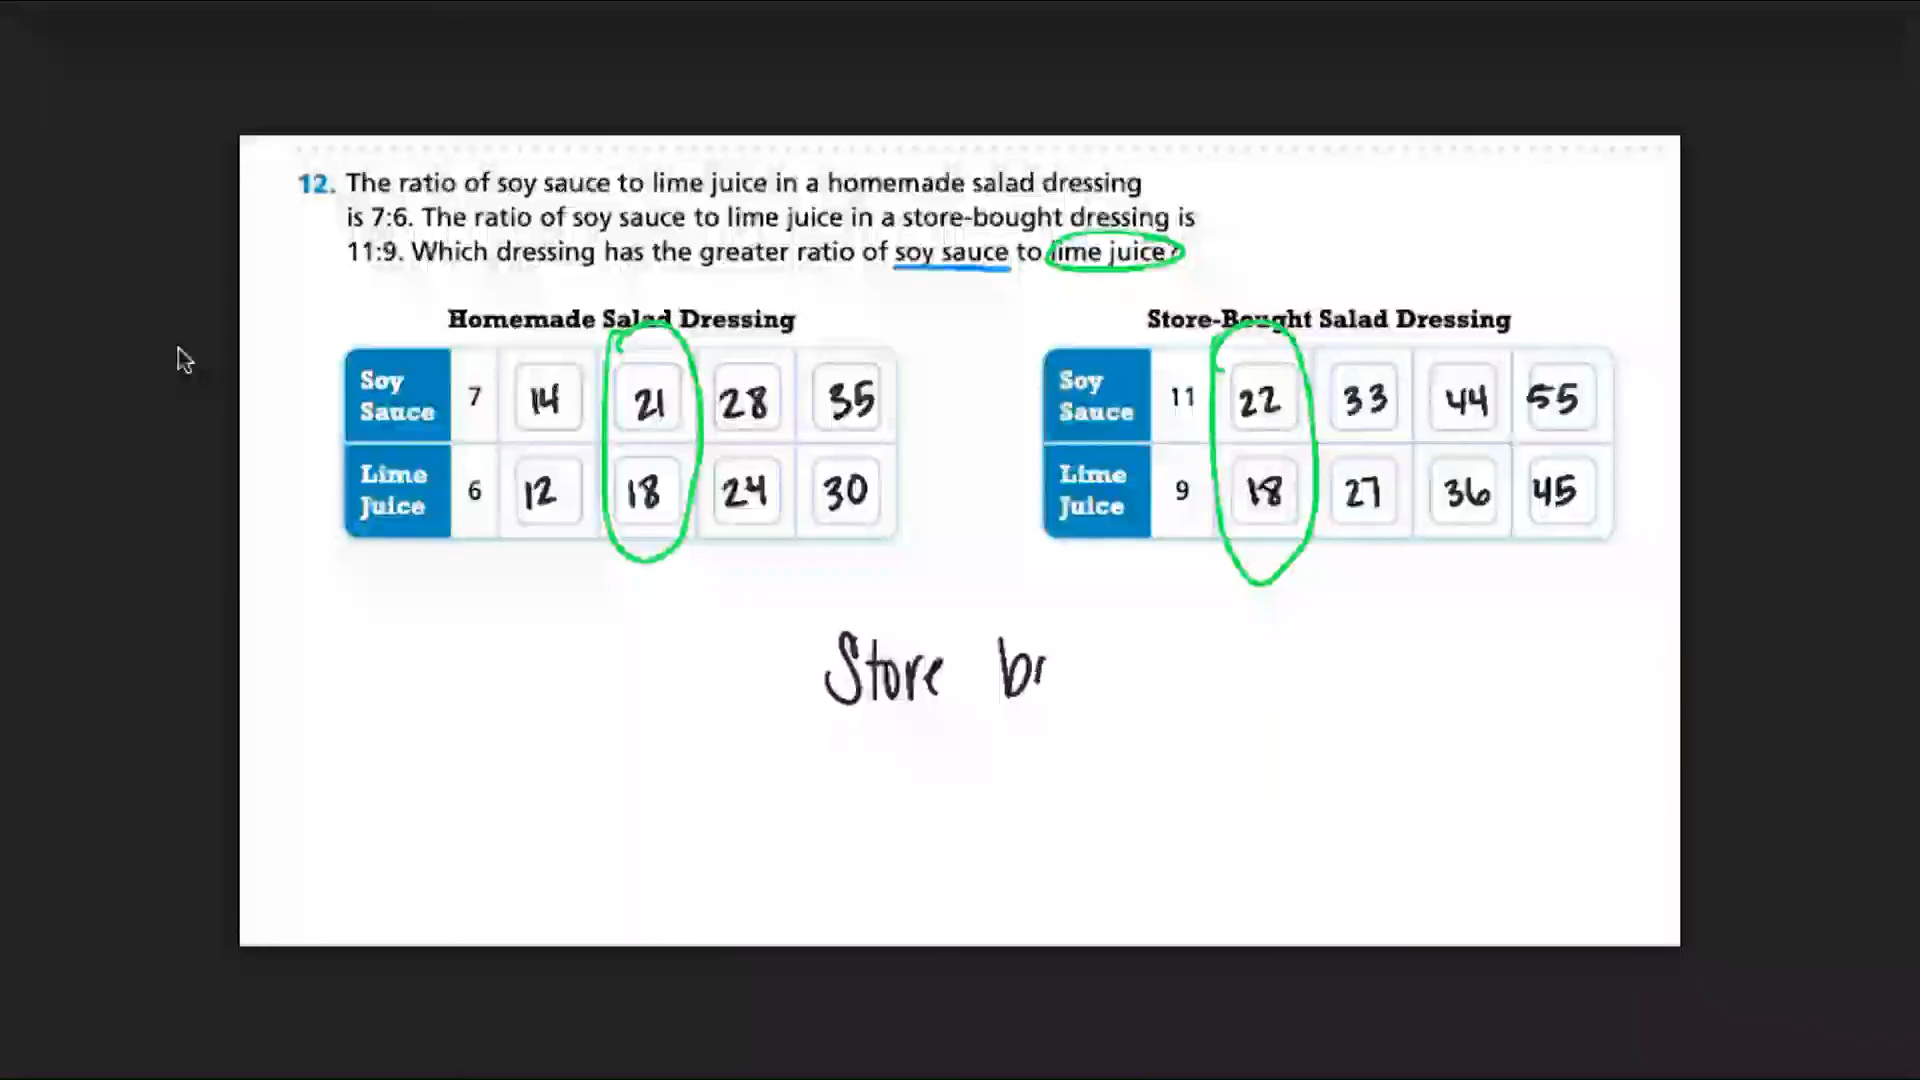 12. The ratio of soy sauce to lime juice in a homemade salad dressing
is 7:6. The ratio of soy sauce to lime juice in a store-bought dressing is
11:9. Which dressing has the greater ratio of soy sauce to lime juice?
Homemade Salad Dressing
Soy Sauce 7 14 21 28 35
Lime Juice 6 12 18 24 30
Store-Bought Salad Dressing
Soy Sauce 11 22 33 44 55
Lime Juice 9 18 27 36 45
Store